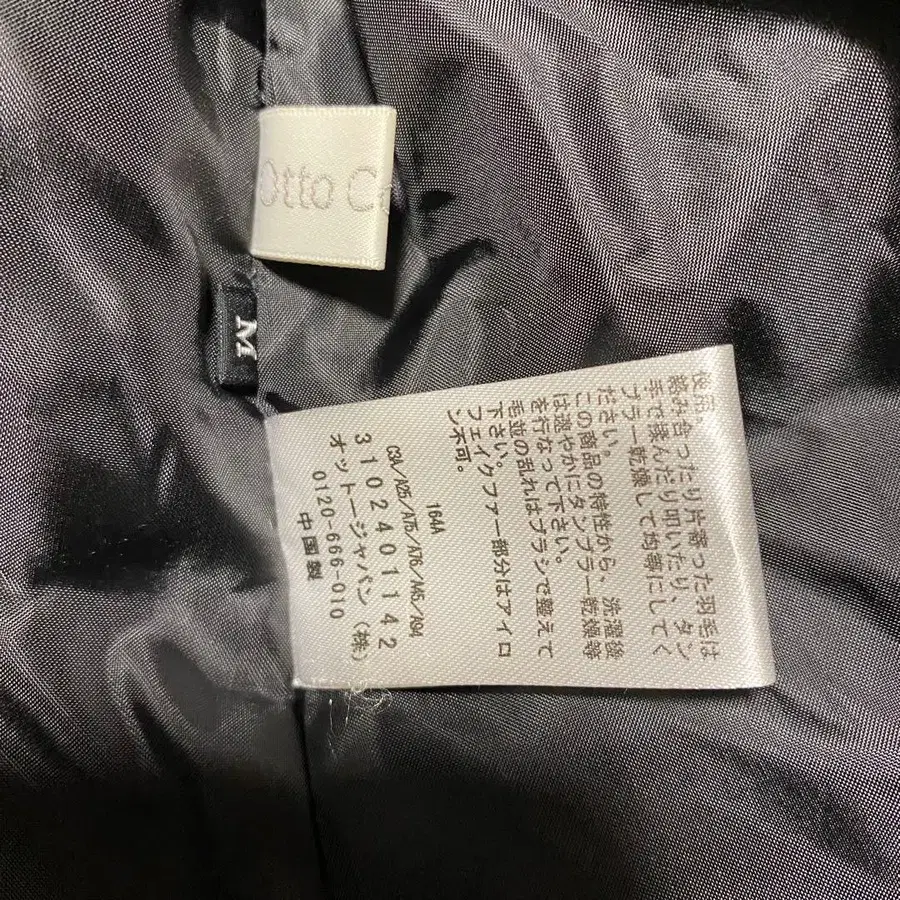 Otto C
M
絡み合ったり片寄った羽毛は
手で揉んだり叩いたり、タン
ブラー乾燥して均等にしてく
ださい。
この商品の特性から、洗濯後
は速やかにタンブラー乾燥等
を行なって下さい。
毛並の乱れはブラシで整えて
下さい。
フェイクファー部分はアイロ
ン不可。
164A
3102401142
オットージャパン（株）
0120-666-010
中国製